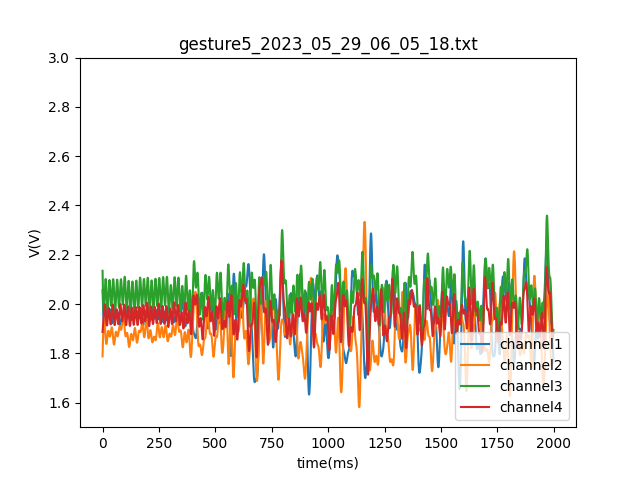 gesture5_2023_05_29_06_05_18.txt
V(V)
3.0
2.8
2.6
2.4
2.2
2.0
1.8
1.6
channel1
channel2
channel3
channel4
0 250 500 750 1000 1250 1500 1750 2000
time(ms)